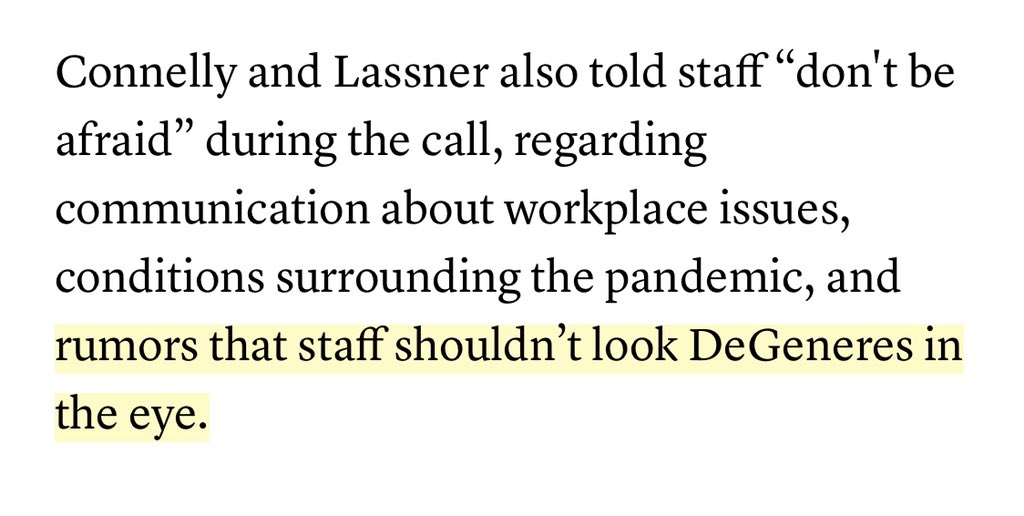 Connelly and Lassner also told staff “don't be
afraid” during the call, regarding
communication about workplace issues,
conditions surrounding the pandemic, and
rumors that staff shouldn’t look DeGeneres in
the eye.